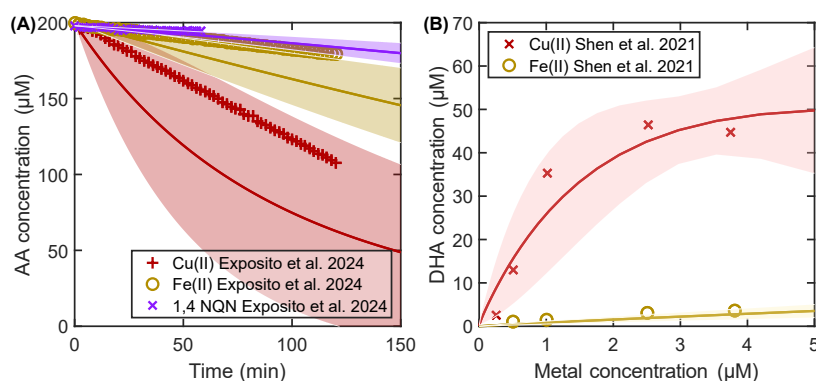 (A)
200
150
100
50
0
AA concentration (µM)
Cu(II) Exposito et al. 2024
Fe(II) Exposito et al. 2024
1,4 NQN Exposito et al. 2024
0 50 100 150
Time (min)
(B)
70
60
50
40
30
20
10
0
DHA concentration (µM)
Cu(II) Shen et al. 2021
Fe(II) Shen et al. 2021
0 1 2 3 4 5
Metal concentration (µM)